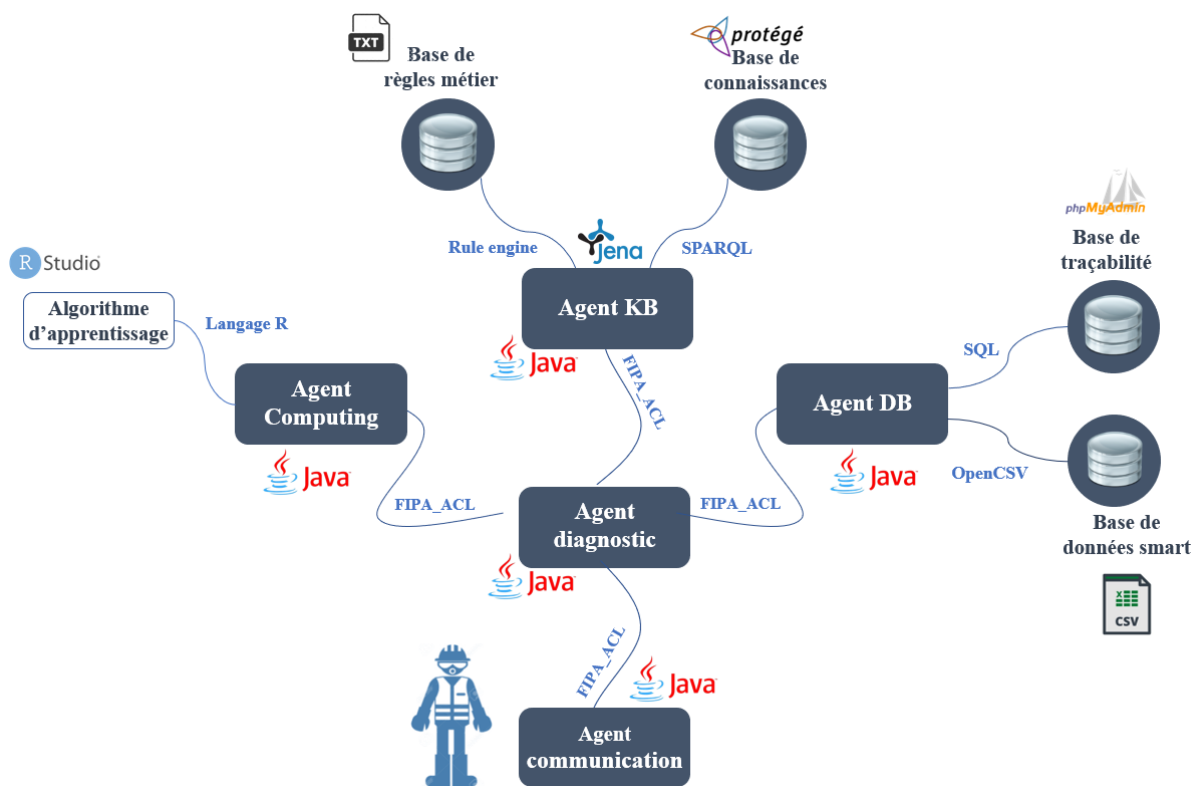 TXT
Base de
règles métier
protégé
Base de
connaissances
phpMyAdmin
Base de
traçabilité
Rule engine
Jena
SPARQL
R Studio
Algorithme
d’apprentissage
Langage R
Agent KB
Java
FIPA_ACL
SQL
Agent
Computing
Java
FIPA_ACL
Agent DB
Java
OpenCSV
FIPA_ACL
Agent
diagnostic
Java
Base de
données smart
CSV
FIPA_ACL
Java
Agent
communication